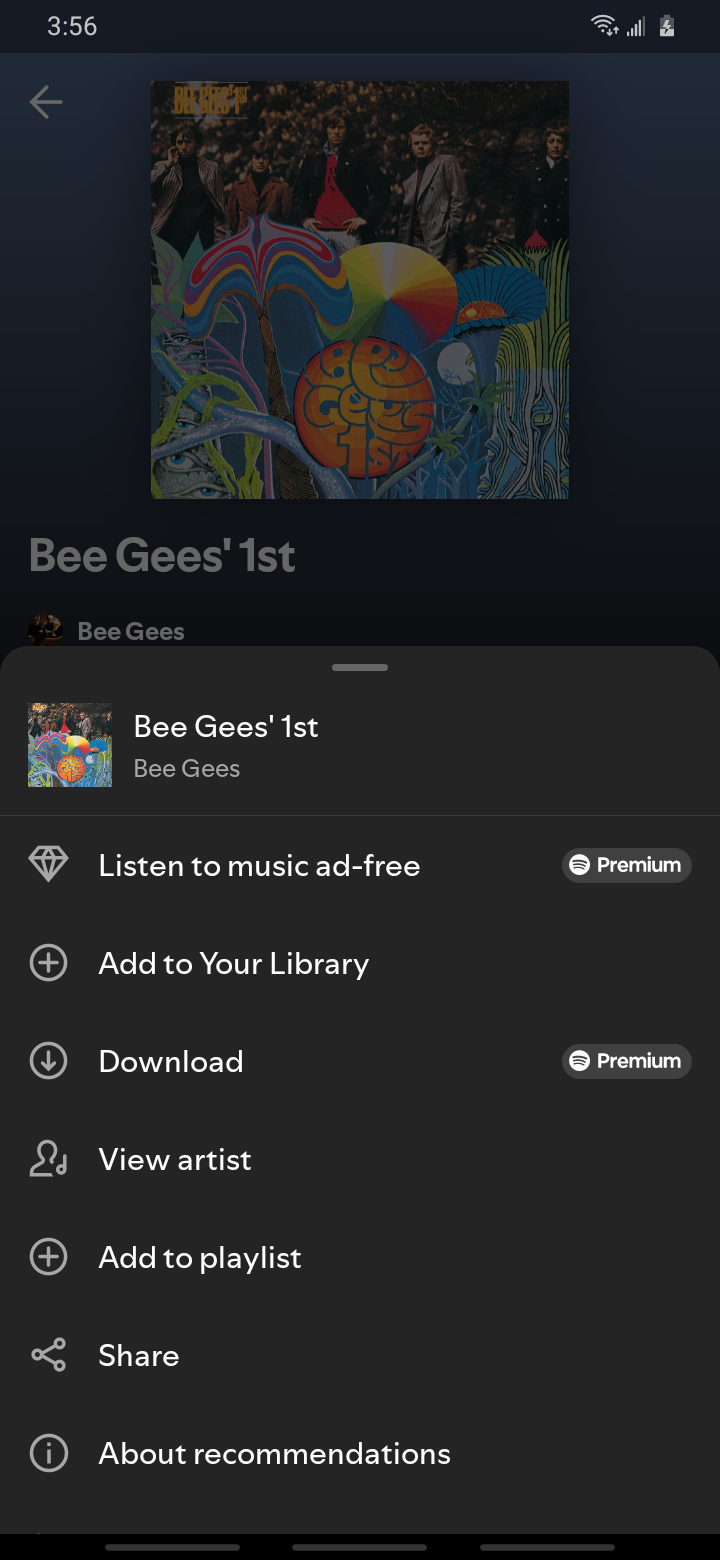 3:56
BEE GEES' 1ST
Bee
Gees
1st
Bee Gees' 1st
Bee Gees
Bee Gees' 1st
Bee Gees
Listen to music ad-free
Premium
Add to Your Library
Download
Premium
View artist
Add to playlist
Share
About recommendations